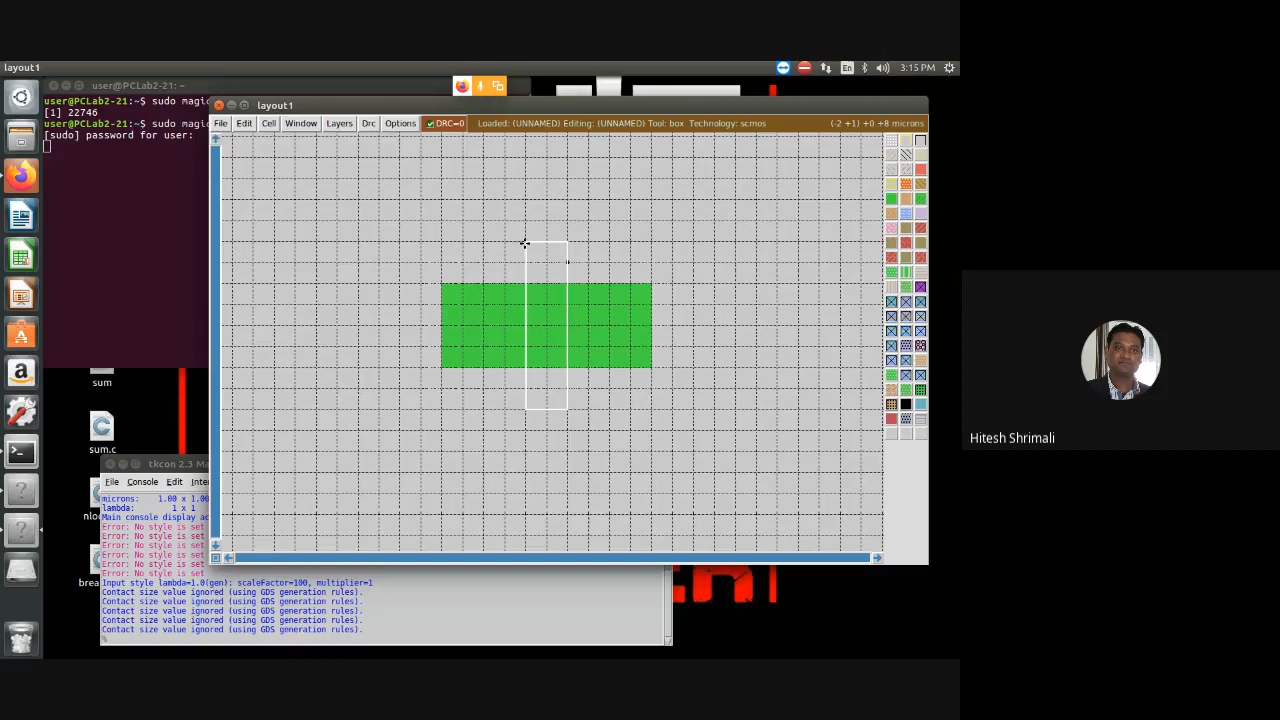 layout1
En
3:15 PM
user@PCLab2-21: ~
user@PCLab2-21:~$ sudo magic
[1] 22746
user@PCLab2-21:~$ sudo magic
[sudo] password for user:
layout1
File Edit Cell Window Layers Drc Options DRC=0 Loaded: (UNNAMED) Editing: (UNNAMED) Tool: box Technology: scmos (-2 +1) +0 +8 microns
sum
sum.c
Hitesh Shrimali
tkcon 2.3 Ma
File Console Edit Inte
microns: 1.00 x 1.00
lambda: 1 x 1
Main console display ac
Error: No style is set
Error: No style is set
Error: No style is set
Error: No style is set
Error: No style is set
Error: No style is set
Input style lambda=1.0(gen): scaleFactor=100, multiplier=1
Contact size value ignored (using GDS generation rules).
Contact size value ignored (using GDS generation rules).
Contact size value ignored (using GDS generation rules).
Contact size value ignored (using GDS generation rules).
Contact size value ignored (using GDS generation rules).
%
nlo
brea